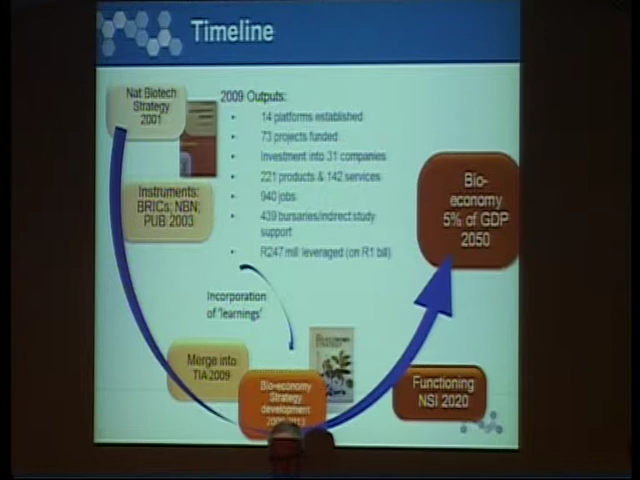 Timeline
Nat Biotech
Strategy
2001
2009 Outputs:
• 14 platforms established
• 73 projects funded
• Investment into 31 companies
• 221 products & 142 services
• 940 jobs
• 439 bursaries/indirect study
support
• R247 mill leveraged (on R1 bill)
Instruments:
BRICs; NBN;
PUB 2003
Bio-
economy
5% of GDP
2050
Incorporation
of 'learnings'
Merge into
TIA 2009
Bio-economy
Strategy
development
STRATEGY
Functioning
NSI 2020